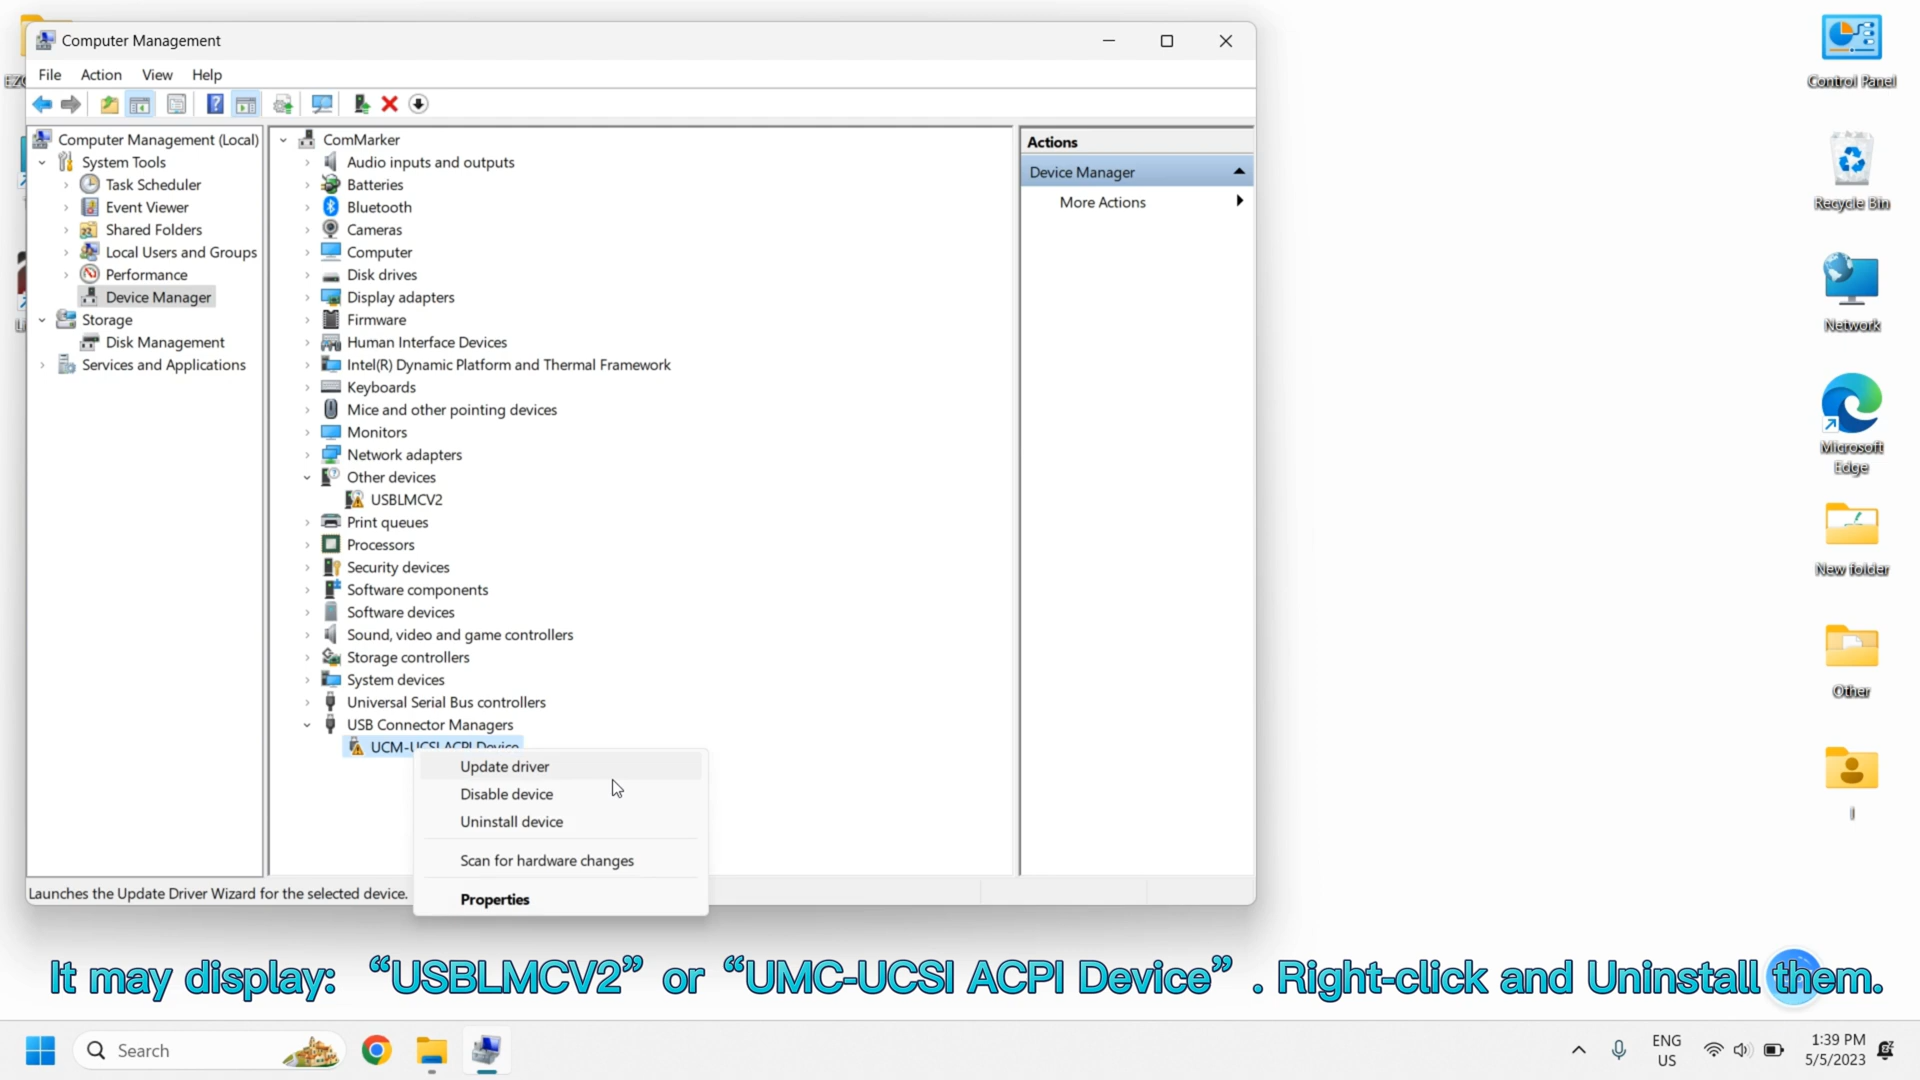 Computer Management
File Action View Help
Computer Management (Local)
System Tools
Task Scheduler
Event Viewer
Shared Folders
Local Users and Groups
Performance
Device Manager
Storage
Disk Management
Services and Applications
ComMarker
Audio inputs and outputs
Batteries
Bluetooth
Cameras
Computer
Disk drives
Display adapters
Firmware
Human Interface Devices
Intel(R) Dynamic Platform and Thermal Framework
Keyboards
Mice and other pointing devices
Monitors
Network adapters
Other devices
USBLMCV2
Print queues
Processors
Security devices
Software components
Software devices
Sound, video and game controllers
Storage controllers
System devices
Universal Serial Bus controllers
USB Connector Managers
UCM-UCSI ACPI Device
Update driver
Disable device
Uninstall device
Scan for hardware changes
Properties
Actions
Device Manager
More Actions
Launches the Update Driver Wizard for the selected device.
Control Panel
Recycle Bin
Network
Microsoft
Edge
New folder
Other
It may display: “USBLMCV2” or “UMC-UCSI ACPI Device” . Right-click and Uninstall them.
Search
ENG
US
1:39 PM
5/5/2023